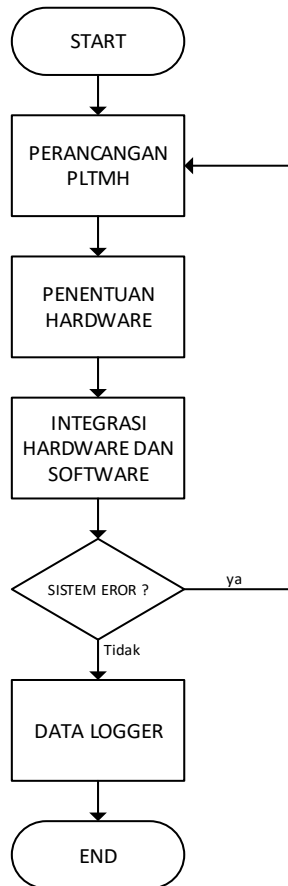 START
PERANCANGAN
PLTMH
PENENTUAN
HARDWARE
INTEGRASI
HARDWARE DAN
SOFTWARE
SISTEM EROR ?
ya
Tidak
DATA LOGGER
END